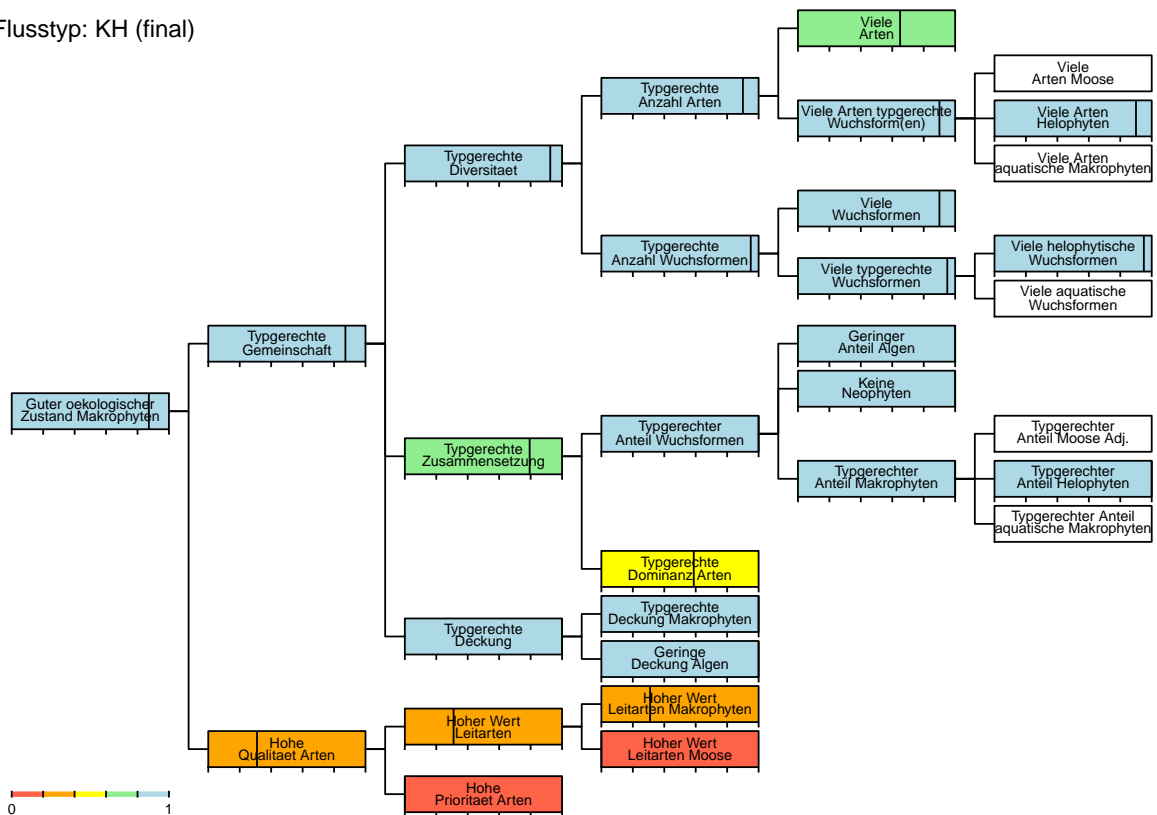 Flusstyp: KH (final)
Viele
Arten
Viele
Arten Moose
Typgerechte
Anzahl Arten
Viele Arten typgerechte
Wuchsform(en)
Viele Arten
Helophyten
Typgerechte
Diversitaet
Viele Arten
aquatische Makrophyten
Viele
Wuchsformen
Typgerechte
Anzahl Wuchsformen
Viele helophytische
Wuchsformen
Viele typgerechte
Wuchsformen
Viele aquatische
Wuchsformen
Typgerechte
Gemeinschaft
Geringer
Anteil Algen
Keine
Neophyten
Guter oekologischer
Zustand Makrophyten
Typgerechter
Anteil Wuchsformen
Typgerechter
Anteil Moose Adj.
Typgerechte
Zusammensetzung
Typgerechter
Anteil Makrophyten
Typgerechter
Anteil Helophyten
Typgerechter Anteil
aquatische Makrophyten
Typgerechte
Dominanz Arten
Typgerechte
Deckung Makrophyten
Typgerechte
Deckung
Geringe
Deckung Algen
Hoher Wert
Leitarten Makrophyten
Hoher Wert
Leitarten
Hohe
Qualitaet Arten
Hoher Wert
Leitarten Moose
Hohe
Prioritaet Arten
0 1